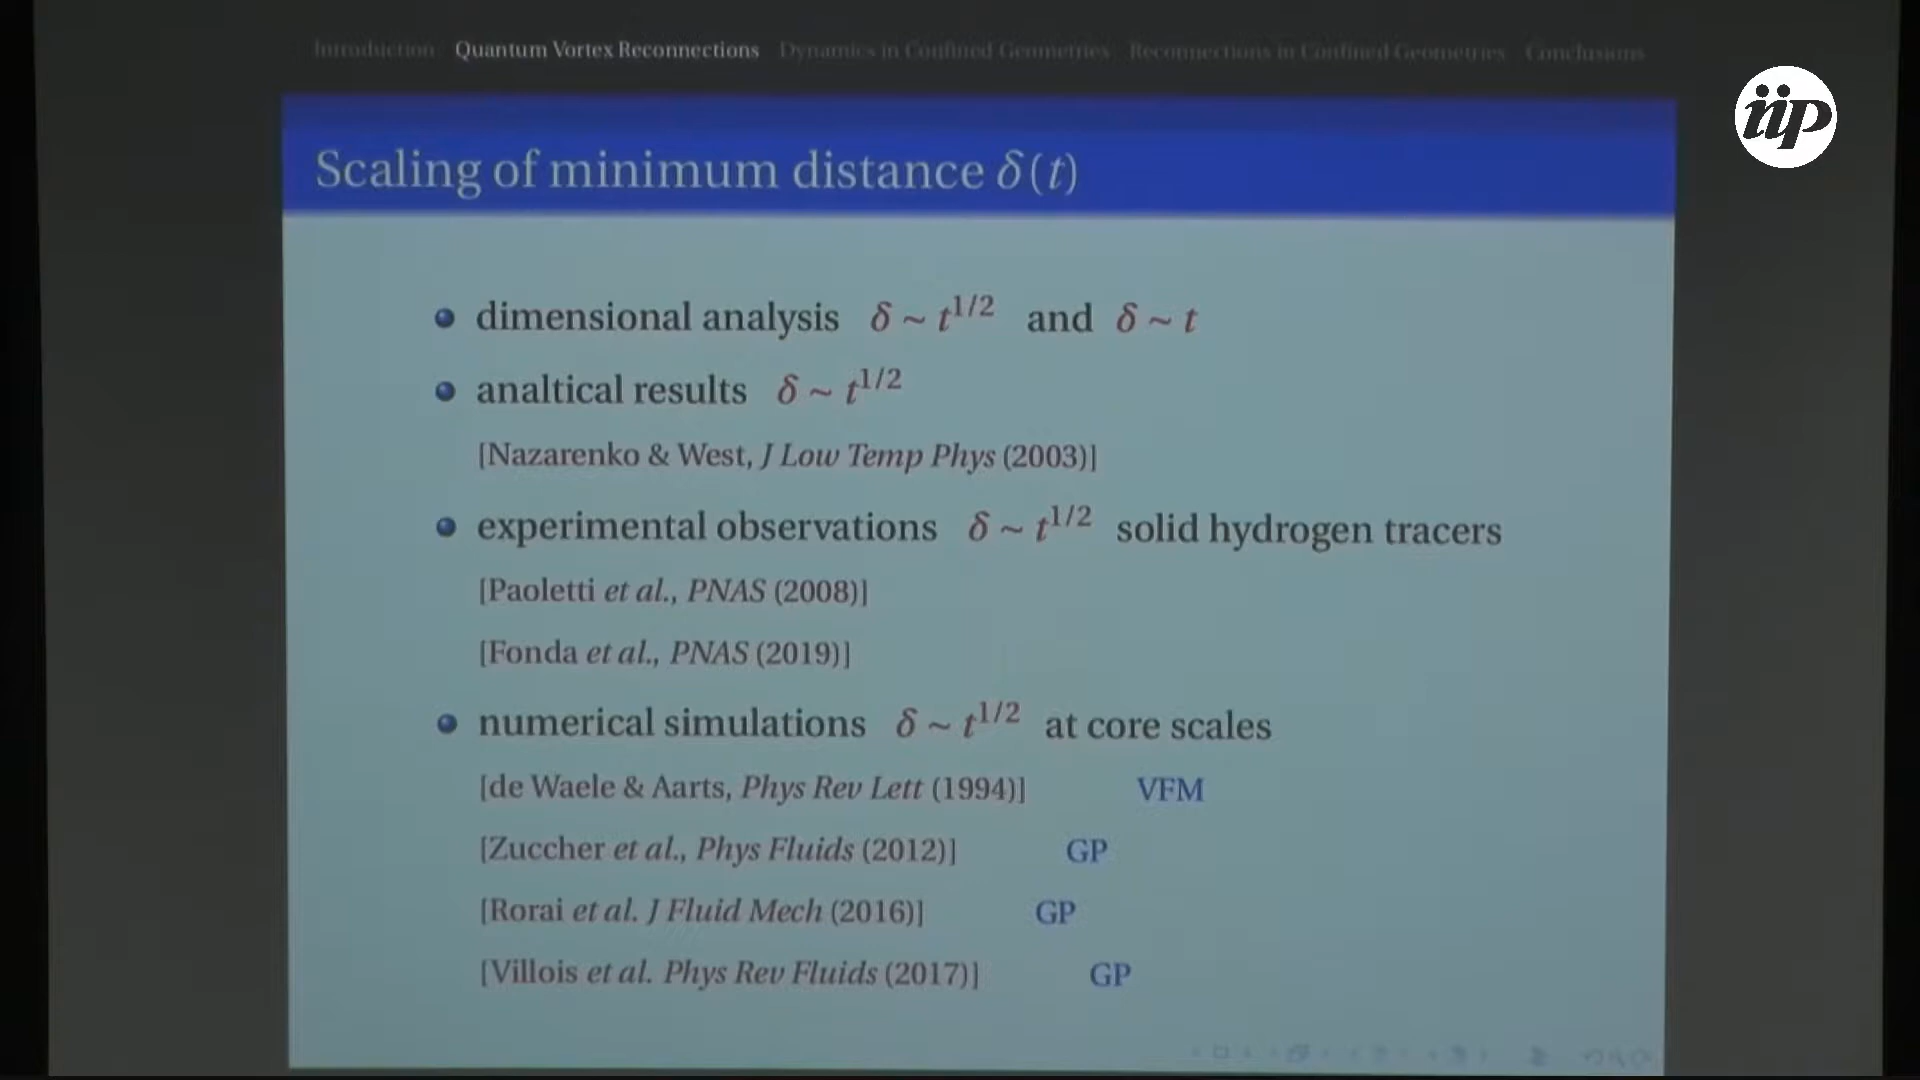 Introduction Quantum Vortex Reconnections Dynamics in Confined Geometries Reconnections in Confined Geometries Conclusions
iip
Scaling of minimum distance δ(t)
dimensional analysis δ ~ t^1/2 and δ ~ t
analtical results δ ~ t^1/2
[Nazarenko & West, J Low Temp Phys (2003)]
experimental observations δ ~ t^1/2 solid hydrogen tracers
[Paoletti et al., PNAS (2008)]
[Fonda et al., PNAS (2019)]
numerical simulations δ ~ t^1/2 at core scales
[de Waele & Aarts, Phys Rev Lett (1994)] VFM
[Zuccher et al., Phys Fluids (2012)] GP
[Rorai et al. J Fluid Mech (2016)] GP
[Villois et al. Phys Rev Fluids (2017)] GP